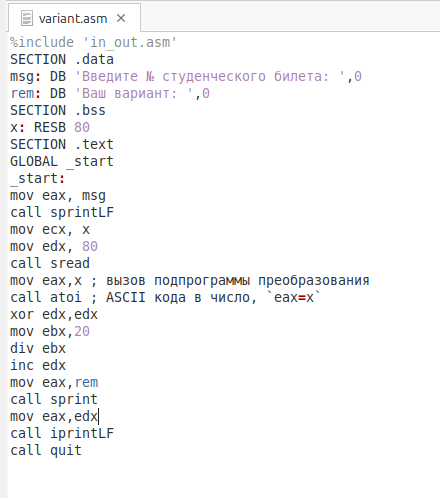 variant.asm
%include 'in_out.asm'
SECTION .data
msg: DB 'Введите № студенческого билета: ',0
rem: DB 'Ваш вариант: ',0
SECTION .bss
x: RESB 80
SECTION .text
GLOBAL _start
_start:
mov eax, msg
call sprintLF
mov ecx, x
mov edx, 80
call sread
mov eax,x ; вызов подпрограммы преобразования
call atoi ; ASCII кода в число, `eax=x`
xor edx,edx
mov ebx,20
div ebx
inc edx
mov eax,rem
call sprint
mov eax,edx
call iprintLF
call quit